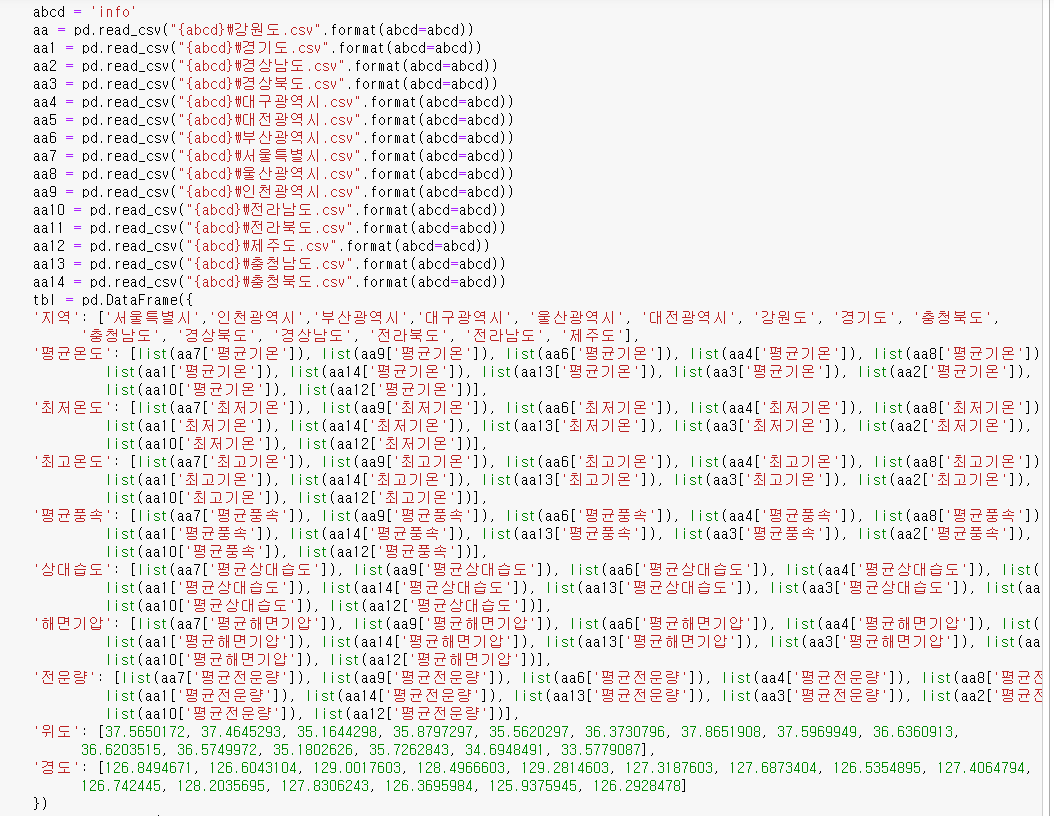 abcd = 'info'
aa = pd.read_csv("{abcd}₩강원도.csv".format(abcd=abcd))
aa1 = pd.read_csv("{abcd}₩경기도.csv".format(abcd=abcd))
aa2 = pd.read_csv("{abcd}₩경상남도.csv".format(abcd=abcd))
aa3 = pd.read_csv("{abcd}₩경상북도.csv".format(abcd=abcd))
aa4 = pd.read_csv("{abcd}₩대구광역시.csv".format(abcd=abcd))
aa5 = pd.read_csv("{abcd}₩대전광역시.csv".format(abcd=abcd))
aa6 = pd.read_csv("{abcd}₩부산광역시.csv".format(abcd=abcd))
aa7 = pd.read_csv("{abcd}₩서울특별시.csv".format(abcd=abcd))
aa8 = pd.read_csv("{abcd}₩울산광역시.csv".format(abcd=abcd))
aa9 = pd.read_csv("{abcd}₩인천광역시.csv".format(abcd=abcd))
aa10 = pd.read_csv("{abcd}₩전라남도.csv".format(abcd=abcd))
aa11 = pd.read_csv("{abcd}₩전라북도.csv".format(abcd=abcd))
aa12 = pd.read_csv("{abcd}₩제주도.csv".format(abcd=abcd))
aa13 = pd.read_csv("{abcd}₩충청남도.csv".format(abcd=abcd))
aa14 = pd.read_csv("{abcd}₩충청북도.csv".format(abcd=abcd))
tbl = pd.DataFrame({
'지역': ['서울특별시','인천광역시','부산광역시','대구광역시', '울산광역시', '대전광역시', '강원도', '경기도', '충청북도',
'충청남도', '경상북도', '경상남도', '전라북도', '전라남도', '제주도'],
'평균온도': [list(aa7['평균기온']), list(aa9['평균기온']), list(aa6['평균기온']), list(aa4['평균기온']), list(aa8['평균기온'])
list(aa1['평균기온']), list(aa14['평균기온']), list(aa13['평균기온']), list(aa3['평균기온']), list(aa2['평균기온']),
list(aa10['평균기온']), list(aa12['평균기온'])],
'최저온도': [list(aa7['최저기온']), list(aa9['최저기온']), list(aa6['최저기온']), list(aa4['최저기온']), list(aa8['최저기온'])
list(aa1['최저기온']), list(aa14['최저기온']), list(aa13['최저기온']), list(aa3['최저기온']), list(aa2['최저기온']),
list(aa10['최저기온']), list(aa12['최저기온'])],
'최고온도': [list(aa7['최고기온']), list(aa9['최고기온']), list(aa6['최고기온']), list(aa4['최고기온']), list(aa8['최고기온'])
list(aa1['최고기온']), list(aa14['최고기온']), list(aa13['최고기온']), list(aa3['최고기온']), list(aa2['최고기온']),
list(aa10['최고기온']), list(aa12['최고기온'])],
'평균풍속': [list(aa7['평균풍속']), list(aa9['평균풍속']), list(aa6['평균풍속']), list(aa4['평균풍속']), list(aa8['평균풍속'])
list(aa1['평균풍속']), list(aa14['평균풍속']), list(aa13['평균풍속']), list(aa3['평균풍속']), list(aa2['평균풍속']),
list(aa10['평균풍속']), list(aa12['평균풍속'])],
'상대습도': [list(aa7['평균상대습도']), list(aa9['평균상대습도']), list(aa6['평균상대습도']), list(aa4['평균상대습도']), list(
list(aa1['평균상대습도']), list(aa14['평균상대습도']), list(aa13['평균상대습도']), list(aa3['평균상대습도']), list(aa
list(aa10['평균상대습도']), list(aa12['평균상대습도'])],
'해면기압': [list(aa7['평균해면기압']), list(aa9['평균해면기압']), list(aa6['평균해면기압']), list(aa4['평균해면기압']), list(
list(aa1['평균해면기압']), list(aa14['평균해면기압']), list(aa13['평균해면기압']), list(aa3['평균해면기압']), list(aa
list(aa10['평균해면기압']), list(aa12['평균해면기압'])],
'전운량': [list(aa7['평균전운량']), list(aa9['평균전운량']), list(aa6['평균전운량']), list(aa4['평균전운량']), list(aa8['평균전
list(aa1['평균전운량']), list(aa14['평균전운량']), list(aa13['평균전운량']), list(aa3['평균전운량']), list(aa2['평균전
list(aa10['평균전운량']), list(aa12['평균전운량'])],
'위도': [37.5650172, 37.4645293, 35.1644298, 35.8797297, 35.5620297, 36.3730796, 37.8651908, 37.5969949, 36.6360913,
36.6203515, 36.5749972, 35.1802626, 35.7262843, 34.6948491, 33.5779087],
'경도': [126.8494671, 126.6043104, 129.0017603, 128.4966603, 129.2814603, 127.3187603, 127.6873404, 126.5354895, 127.4064794,
126.742445, 128.2035695, 127.8306243, 126.3695984, 125.9375945, 126.2928478]
})